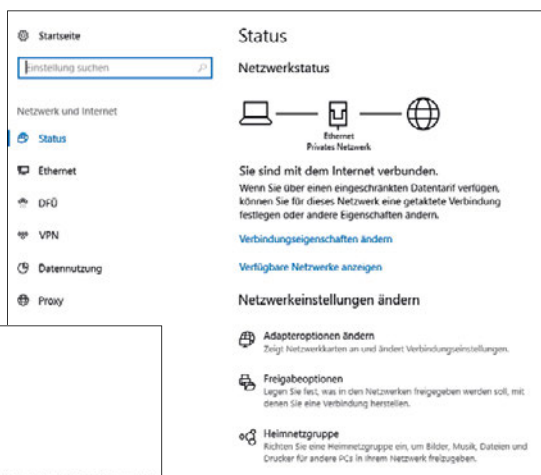 Startseite
Einstellung suchen
Netzwerk und Internet
Status
Ethernet
DFÜ
VPN
Datennutzung
Proxy
Status
Netzwerkstatus
Ethernet
Privates Netzwerk
Sie sind mit dem Internet verbunden.
Wenn Sie über einen eingeschränkten Datentarif verfügen,
können Sie für dieses Netzwerk eine getaktete Verbindung
festlegen oder andere Eigenschaften ändern.
Verbindungseigenschaften ändern
Verfügbare Netzwerke anzeigen
Netzwerkeinstellungen ändern
Adapteroptionen ändern
Zeigt Netzwerkkarten an und ändert Verbindungseinstellungen.
Freigabeoptionen
Legen Sie fest, was in den Netzwerken freigegeben werden soll, mit
denen Sie eine Verbindung herstellen.
Heimnetzgruppe
Richten Sie eine Heimnetzgruppe ein, um Bilder, Musik, Dateien und
Drucker für andere PCs in Ihrem Netzwerk freizugeben.